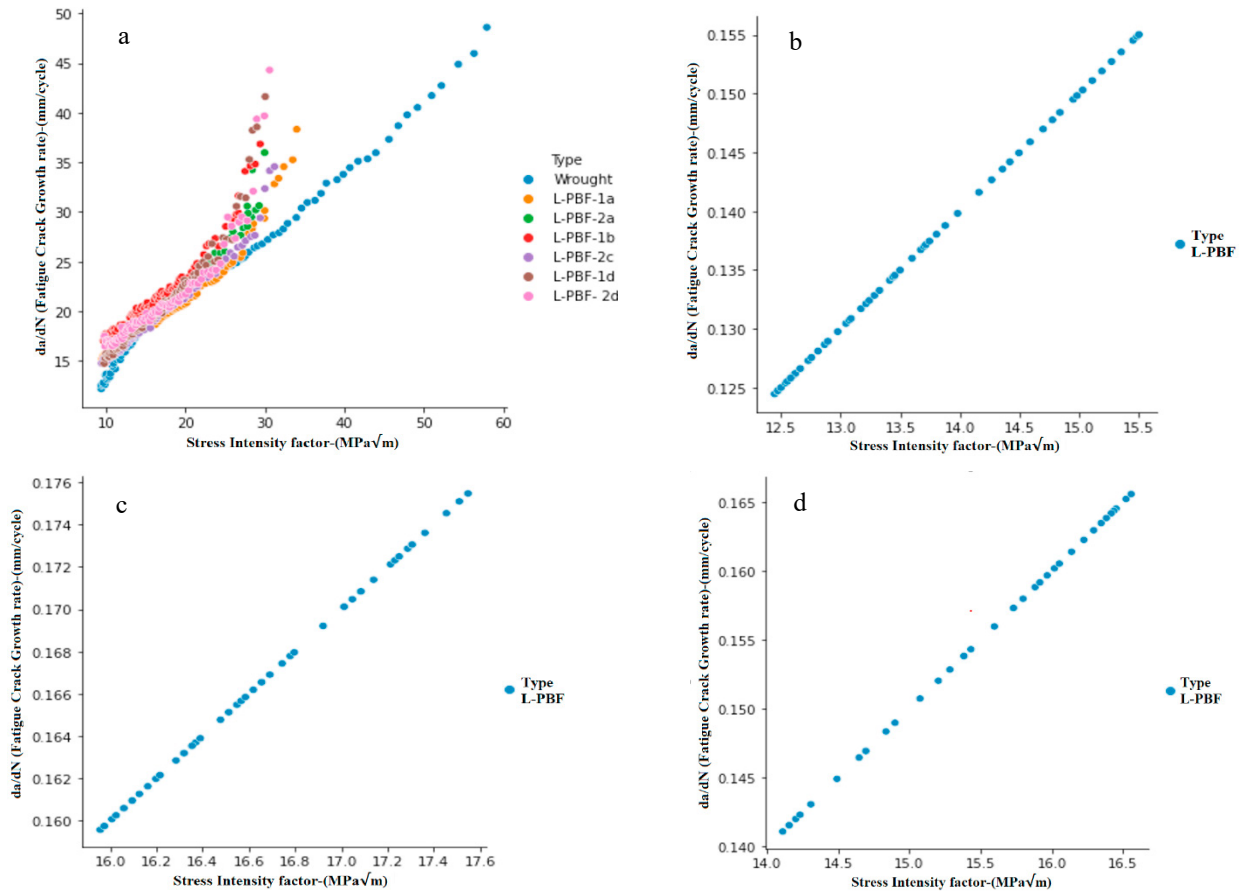 a
50
45
40
35
30
25
20
15
10
20
30
40
50
60
da/dN (Fatigue Crack Growth rate)-(mm/cycle)
Stress Intensity factor-(MPa√m)
Type
Wrought
L-PBF-1a
L-PBF-2a
L-PBF-1b
L-PBF-2c
L-PBF-1d
L-PBF- 2d
b
0.155
0.150
0.145
0.140
0.135
0.130
0.125
12.5
13.0
13.5
14.0
14.5
15.0
15.5
da/dN (Fatigue Crack Growth rate)-(mm/cycle)
Stress Intensity factor-(MPa√m)
Type
L-PBF
c
0.176
0.174
0.172
0.170
0.168
0.166
0.164
0.162
0.160
16.0
16.2
16.4
16.6
16.8
17.0
17.2
17.4
17.6
da/dN (Fatigue Crack Growth rate)-(mm/cycle)
Stress Intensity factor-(MPa√m)
Type
L-PBF
d
0.165
0.160
0.155
0.150
0.145
0.140
14.0
14.5
15.0
15.5
16.0
16.5
da/dN (Fatigue Crack Growth rate)-(mm/cycle)
Stress Intensity factor-(MPa√m)
Type
L-PBF